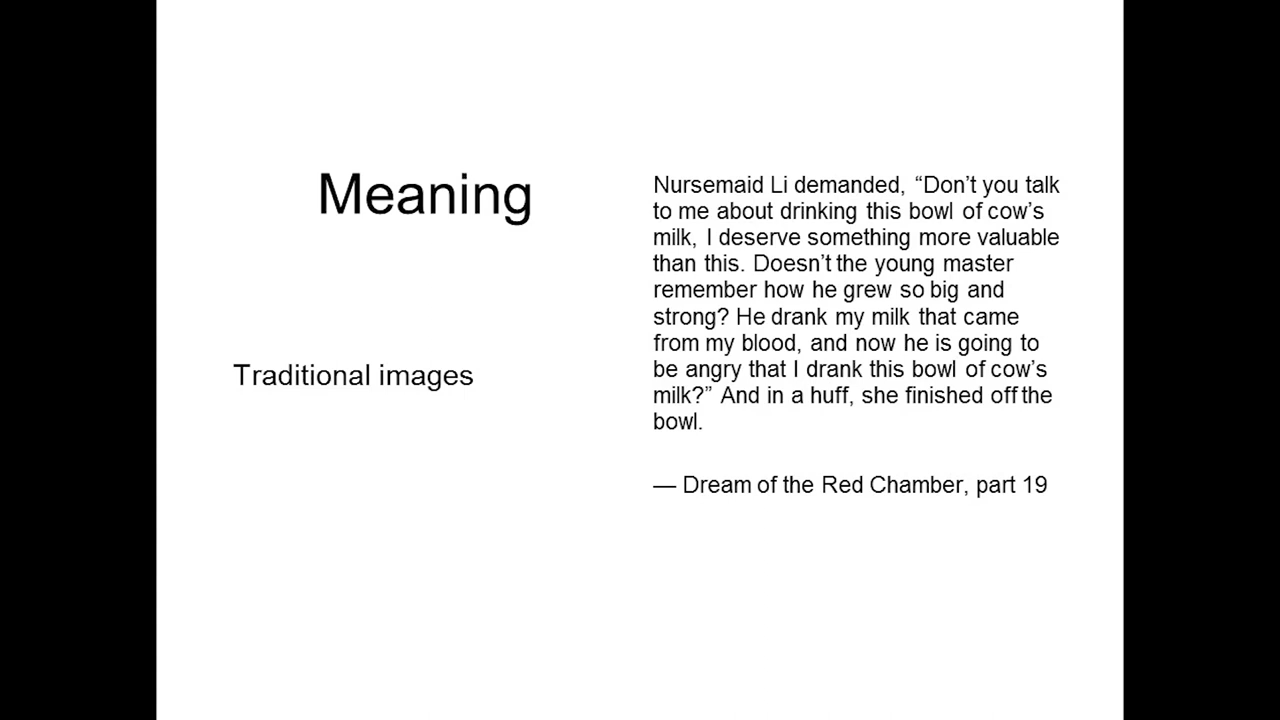 Meaning
Traditional images
Nursemaid Li demanded, “Don’t you talk
to me about drinking this bowl of cow’s
milk, I deserve something more valuable
than this. Doesn’t the young master
remember how he grew so big and
strong? He drank my milk that came
from my blood, and now he is going to
be angry that I drank this bowl of cow’s
milk?” And in a huff, she finished off the
bowl.
— Dream of the Red Chamber, part 19